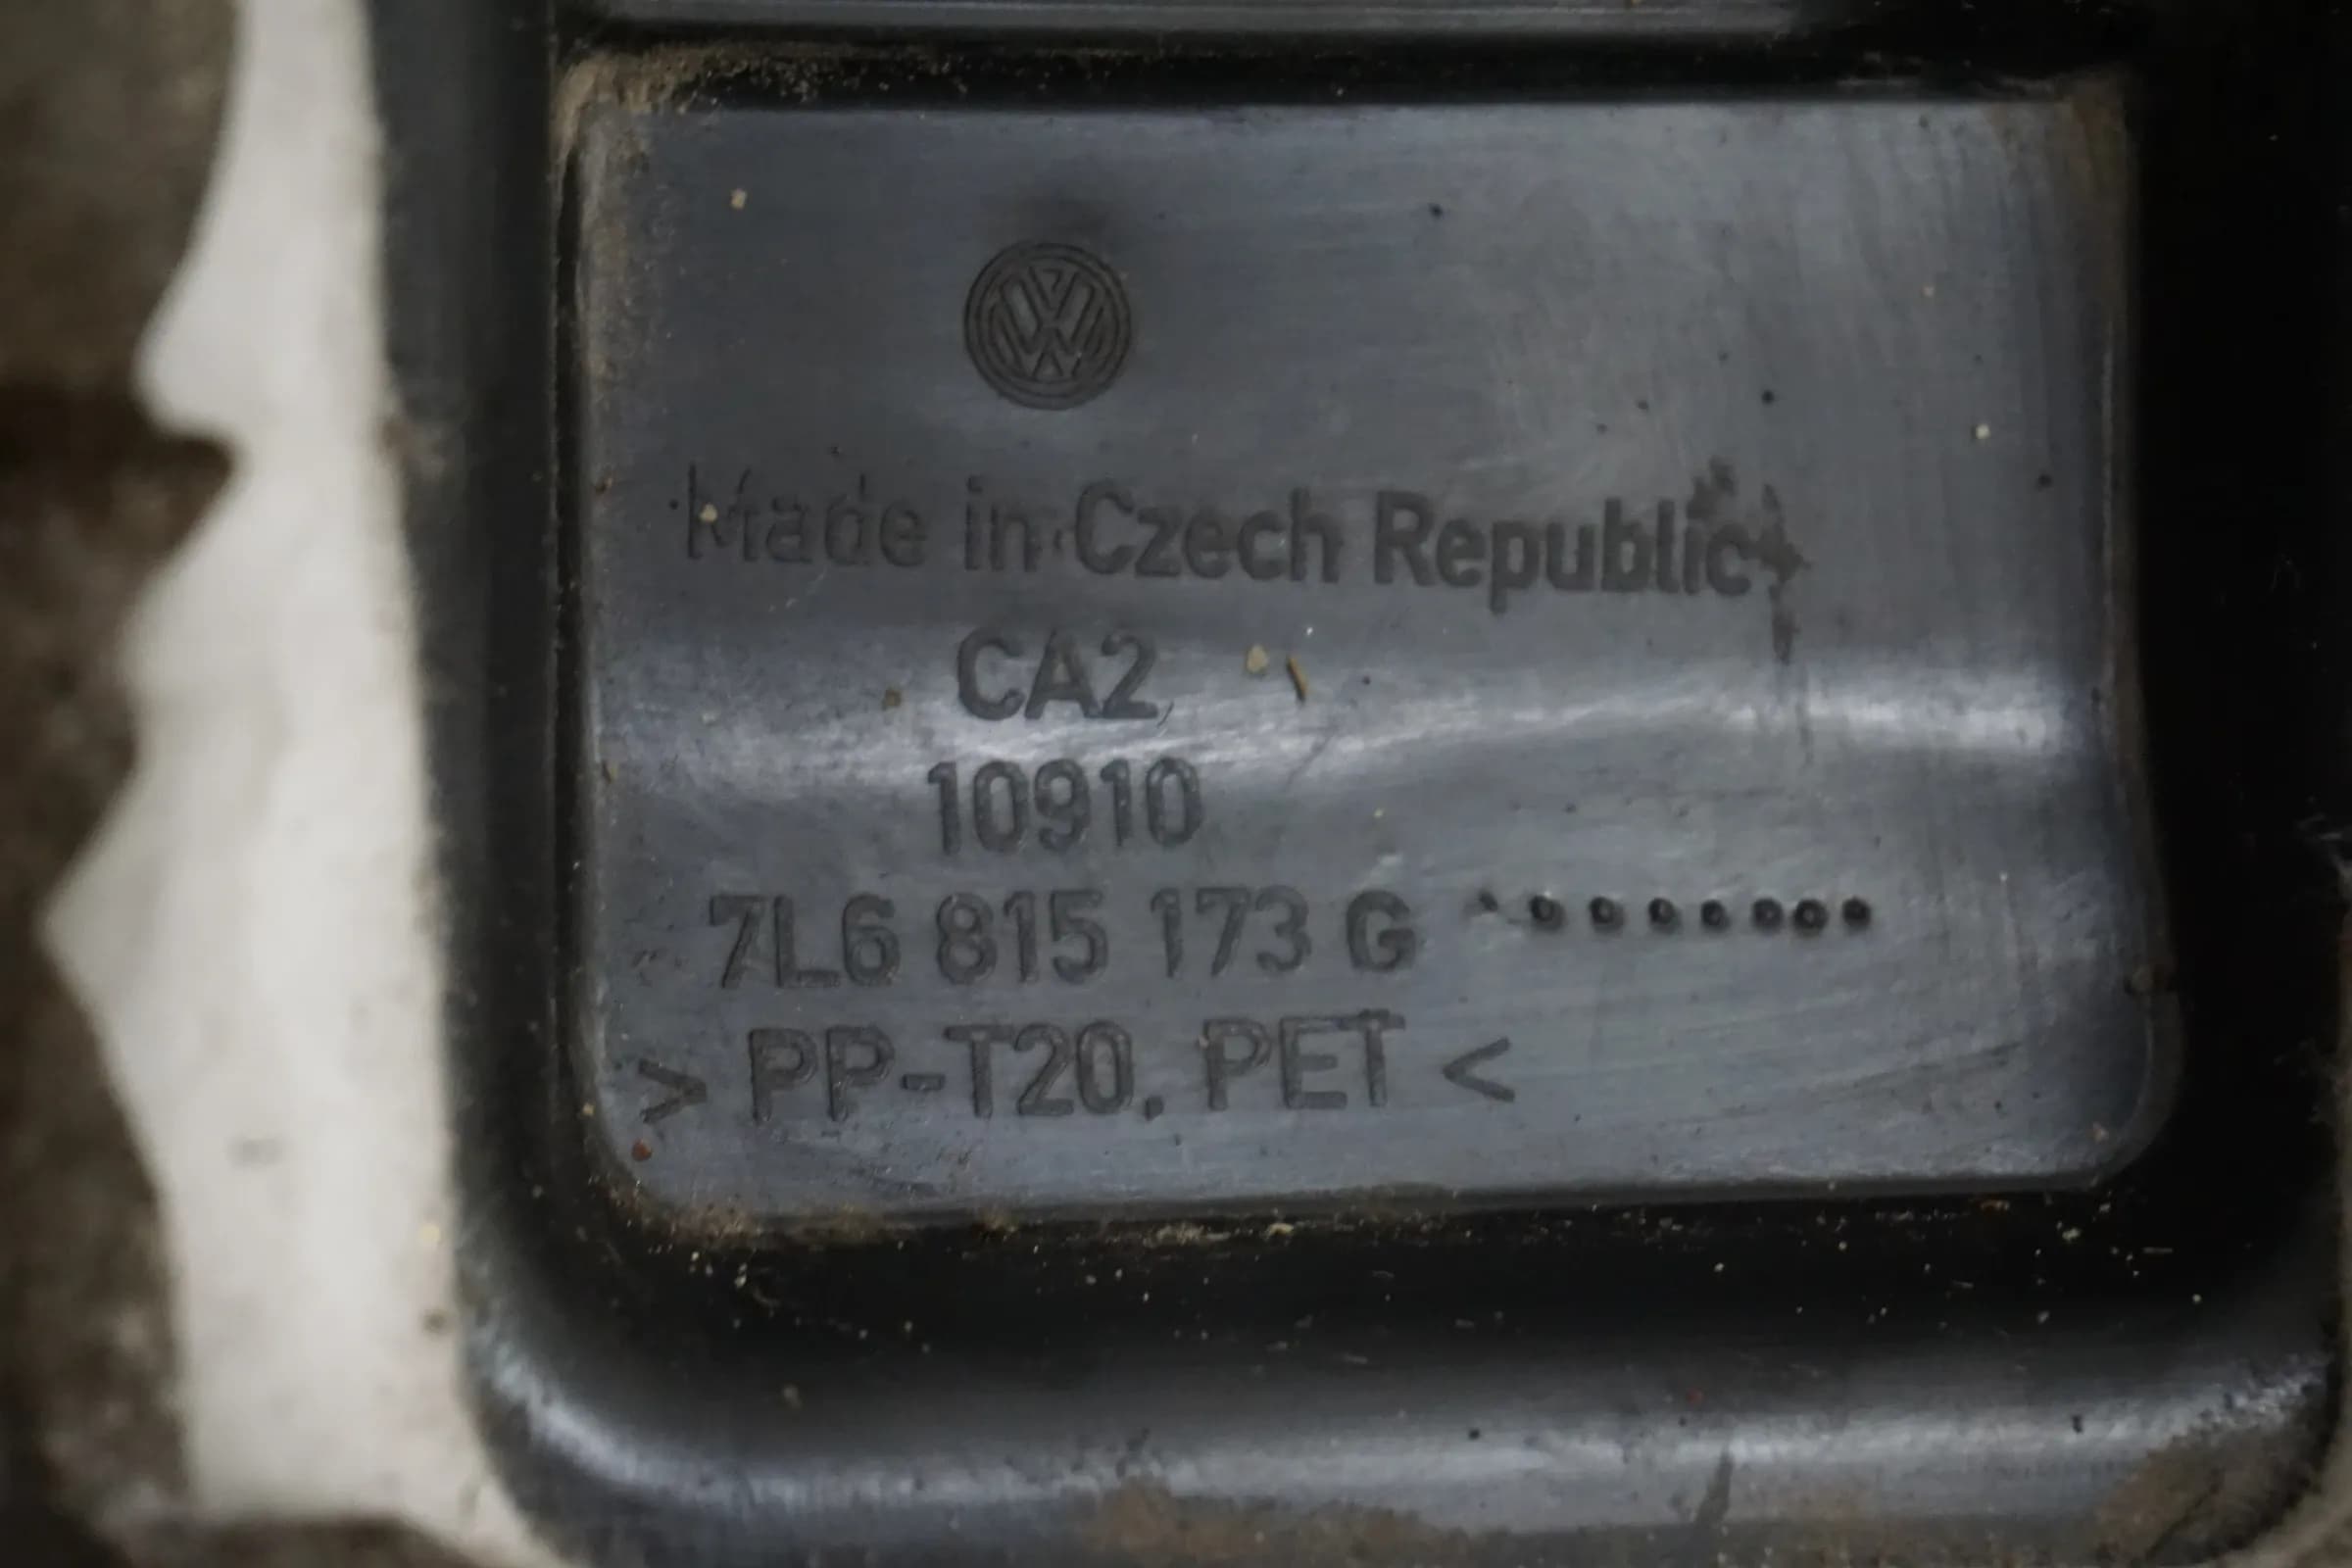 Made in Czech Republic
CA2
10910
7L6 815 173 G
> PP-T20, PET <